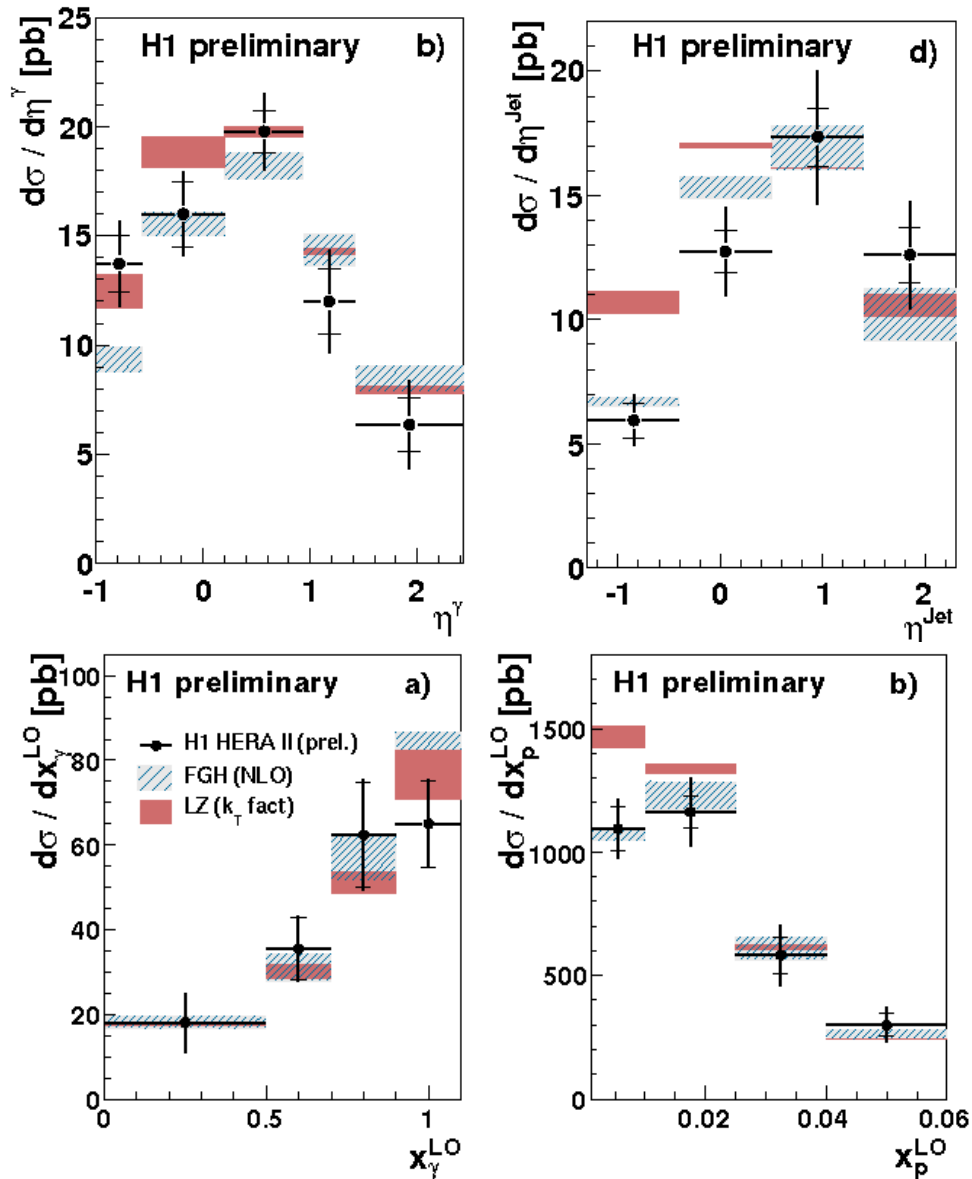 H1 preliminary b)
dσ / dη^γ [pb]
25
20
15
10
5
0
-1 0 1 2
η^γ
H1 preliminary d)
dσ / dη^Jet [pb]
20
15
10
5
0
-1 0 1 2
η^Jet
H1 preliminary a)
dσ / dx_γ^LO [pb]
100
80
60
40
20
0
H1 HERA II (prel.)
FGH (NLO)
LZ (k_T fact)
0 0.5 1
x_γ^LO
H1 preliminary b)
dσ / dx_p^LO [pb]
1500
1000
500
0
0.02 0.04 0.06
x_p^LO